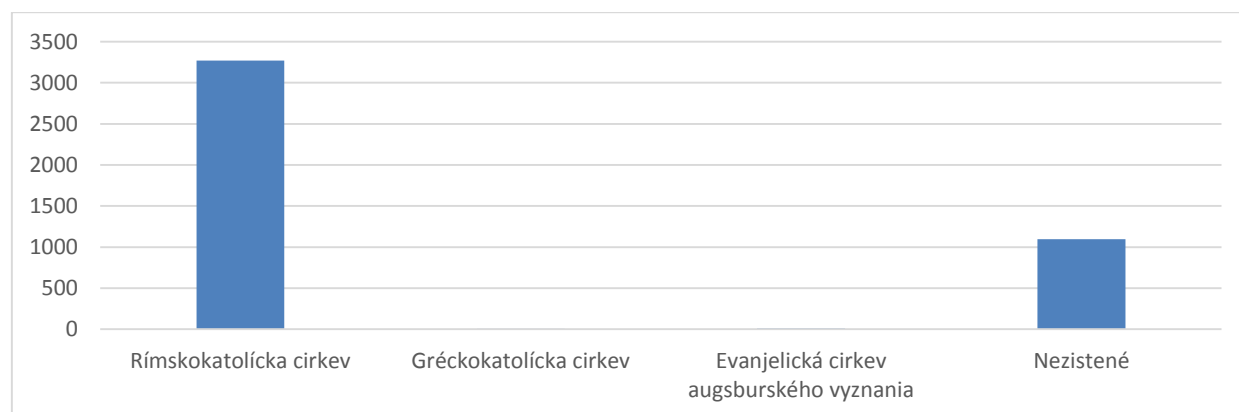 3500
3000
2500
2000
1500
1000
500
0
Rímskokatolícka cirkev
Gréckokatolícka cirkev
Evanjelická cirkev
augsburského vyznania
Nezistené